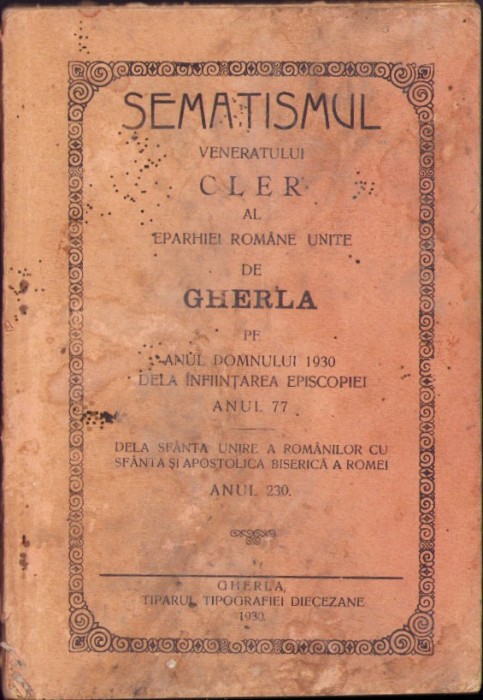 SEMATISMUL
VENERATULUI
CLER
AL
EPARHIEI ROMÂNE UNITE
DE
GHERLA
PE
ANUL DOMNULUI 1930
DELA ÎNFIINȚAREA EPISCOPIEI
ANUL 77
DELA SFÂNTA UNIRE A ROMÂNILOR CU
SFÂNTA ȘI APOSTOLICA BISERICĂ A ROMEI
ANUL 230.
GHERLA,
TIPARUL TIPOGRAFIEI DIECEZANE
1930.